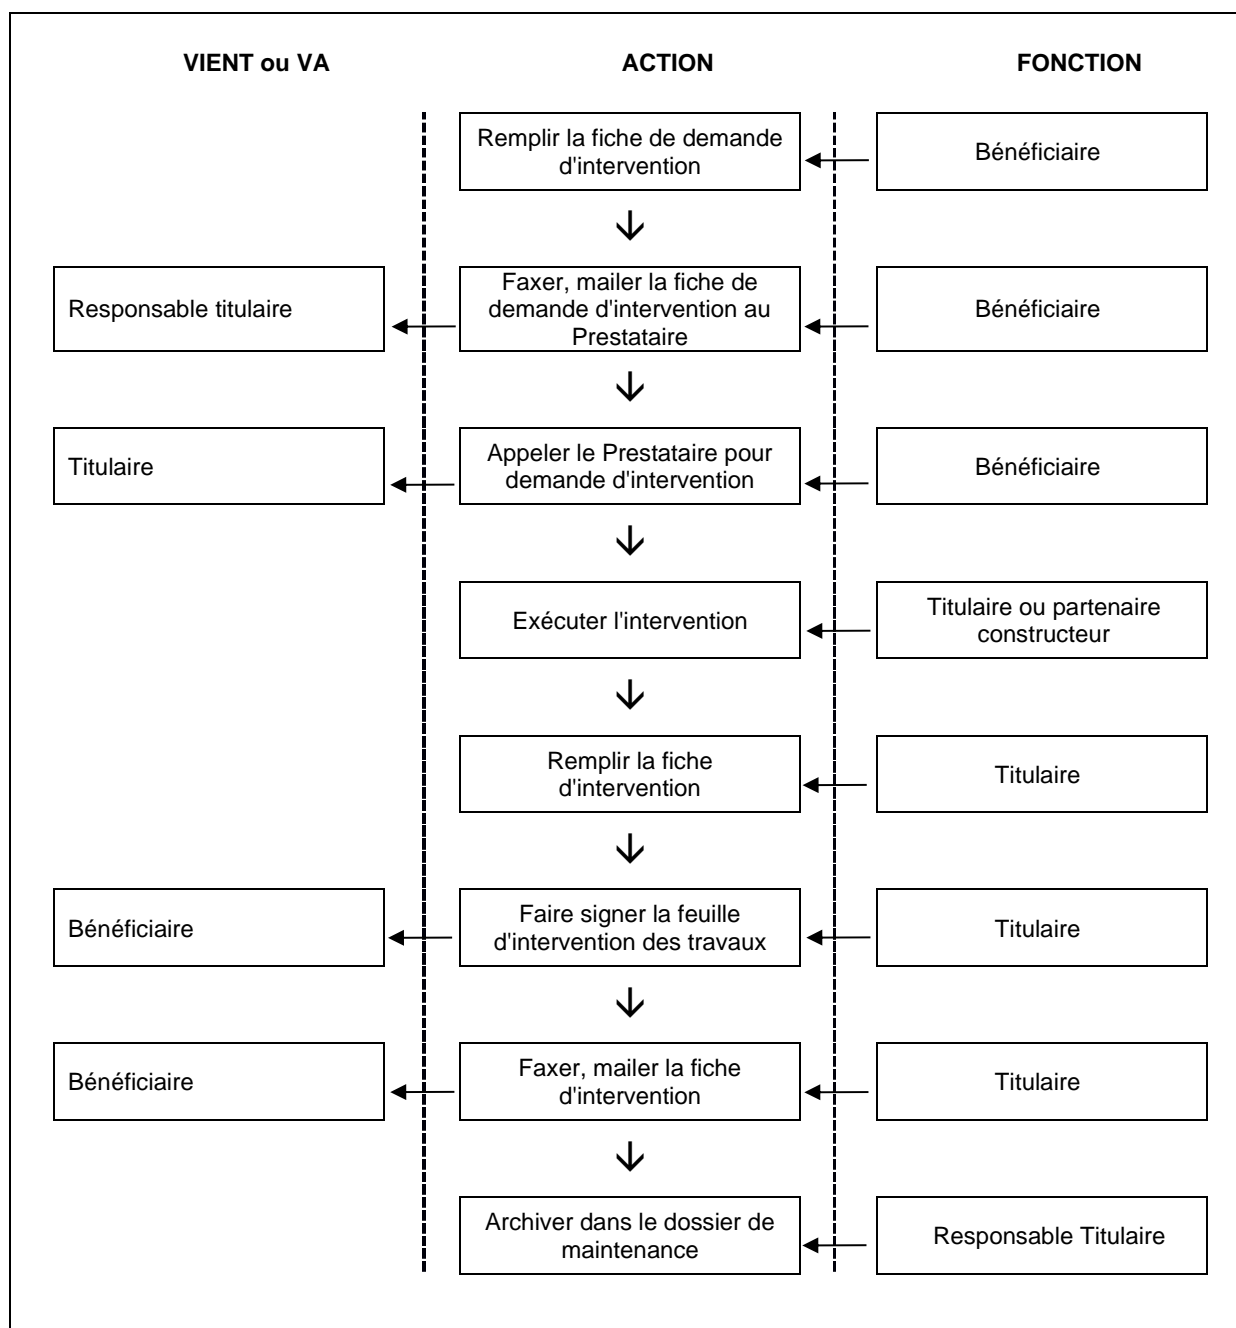 VIENT ou VA
ACTION
FONCTION
Remplir la fiche de demande
d'intervention
Bénéficiaire
Responsable titulaire
Faxer, mailer la fiche de
demande d'intervention au
Prestataire
Bénéficiaire
Titulaire
Appeler le Prestataire pour
demande d'intervention
Bénéficiaire
Exécuter l'intervention
Titulaire ou partenaire
constructeur
Remplir la fiche
d'intervention
Titulaire
Bénéficiaire
Faire signer la feuille
d'intervention des travaux
Titulaire
Bénéficiaire
Faxer, mailer la fiche
d'intervention
Titulaire
Archiver dans le dossier de
maintenance
Responsable Titulaire